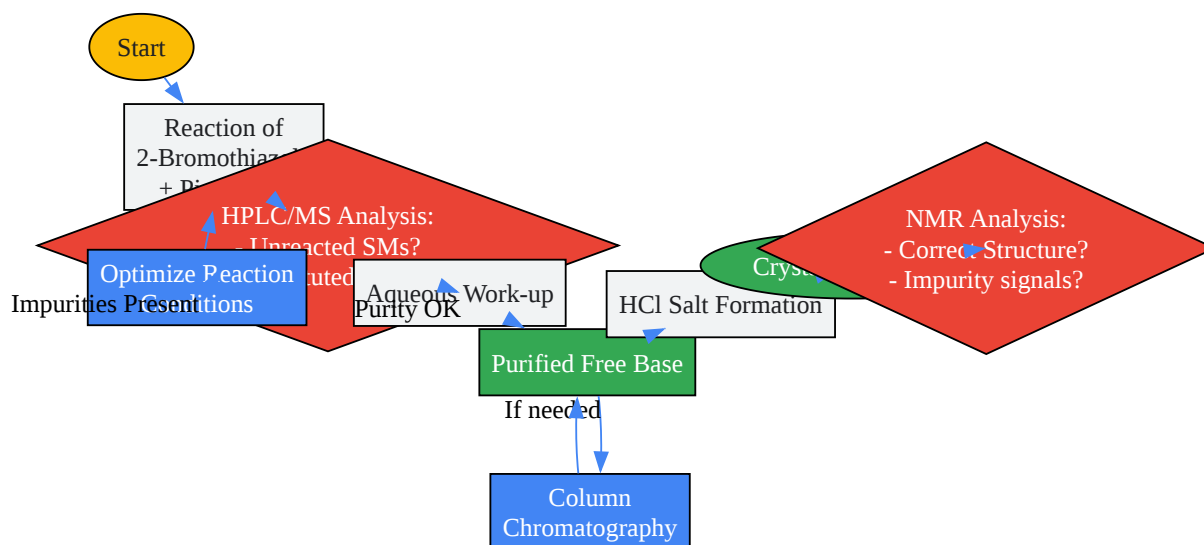 Start
Reaction of
2-Bromothiaz
+
HPLC/MS Analysis:
- Unreacted SMs?
Optimize Reaction
Conditions
Impurities Present
Aqueous Work-up
Purity OK
Purified Free Base
If needed
Column
Chromatography
HCl Salt Formation
NMR Analysis:
- Correct Structure?
- Impurity signals?